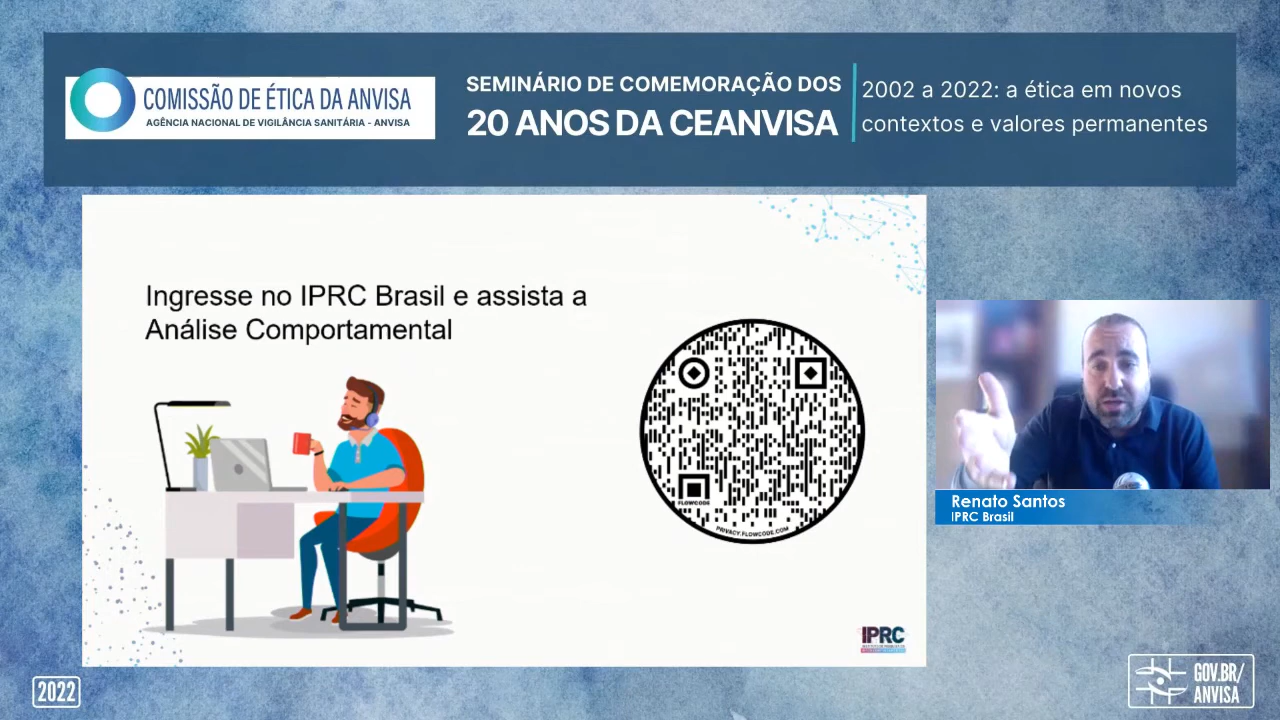 COMISSÃO DE ÉTICA DA ANVISA
AGÊNCIA NACIONAL DE VIGILÂNCIA SANITÁRIA - ANVISA
SEMINÁRIO DE COMEMORAÇÃO DOS
20 ANOS DA CEANVISA
2002 a 2022: a ética em novos
contextos e valores permanentes
Ingresse no IPRC Brasil e assista a
Análise Comportamental
FLOWCODE
PRIVACY.FLOWCODE.COM
IPRC
Renato Santos
IPRC Brasil
2022
GOV.BR/
ANVISA